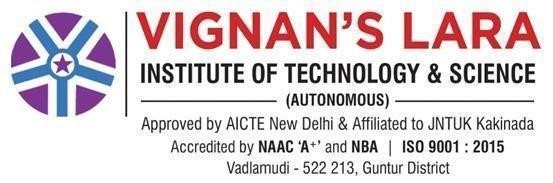 VIGNAN'S LARA
INSTITUTE OF TECHNOLOGY & SCIENCE
(AUTONOMOUS)
Approved by AICTE New Delhi & Affiliated to JNTUK Kakinada
Accredited by NAAC ‘A+’ and NBA | ISO 9001 : 2015
Vadlamudi - 522 213, Guntur District